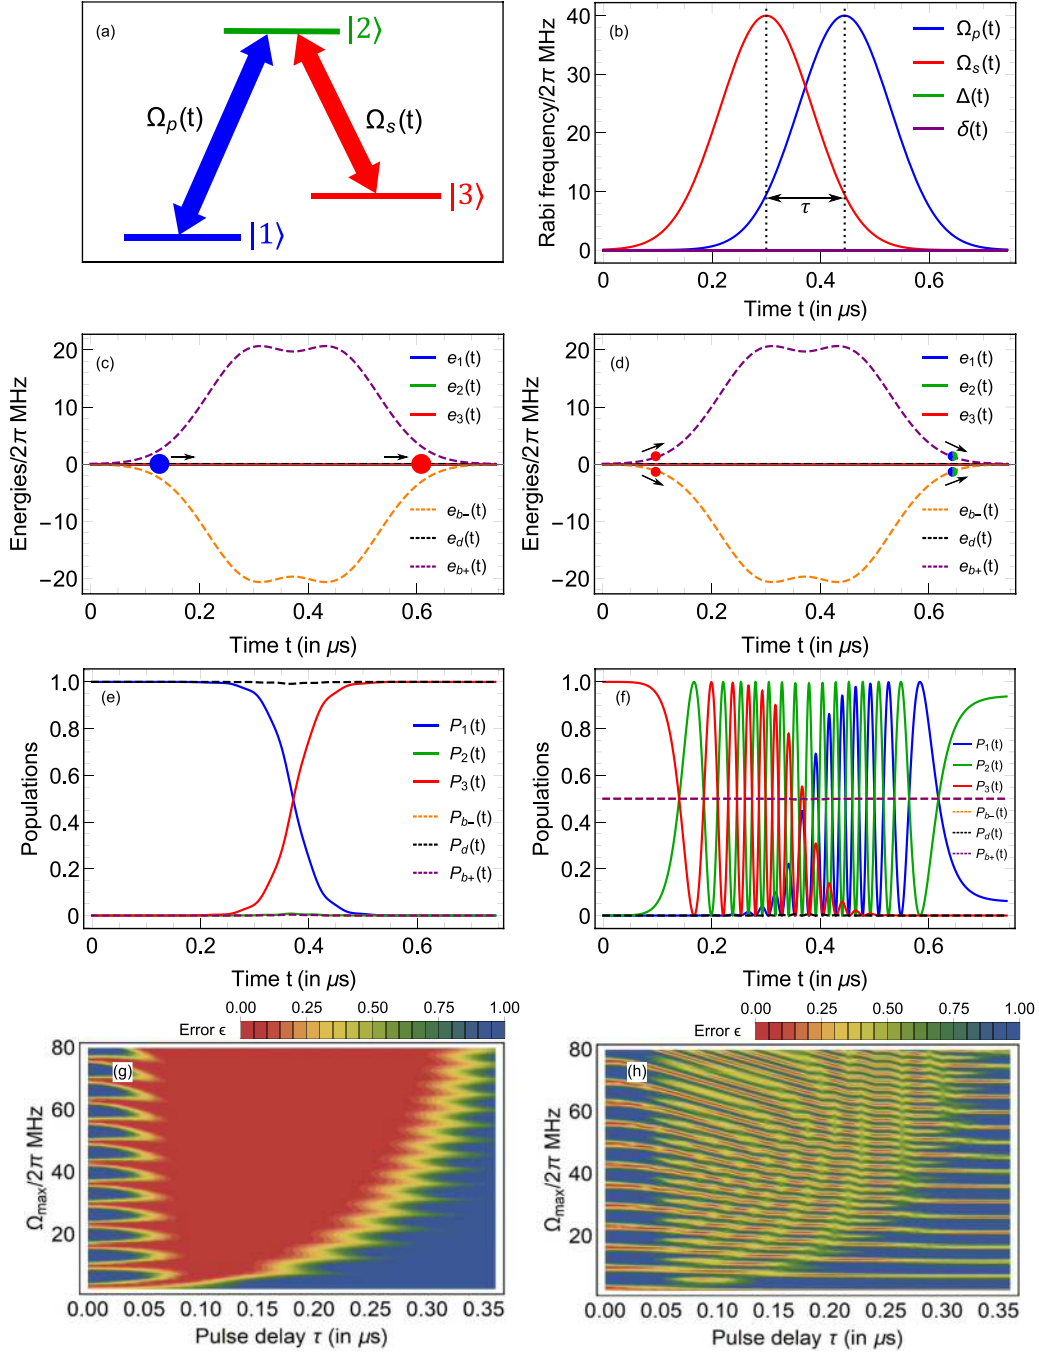 (a)
|2⟩
Ωp(t)
Ωs(t)
|3⟩
|1⟩
(b)
Rabi frequency/2π MHz
40
30
20
10
0
Ωp(t)
Ωs(t)
Δ(t)
δ(t)
τ
0
0.2
0.4
0.6
Time t (in μs)
(c)
Energies/2π MHz
20
10
0
−10
−20
e1(t)
e2(t)
e3(t)
eb−(t)
ed(t)
eb+(t)
0
0.2
0.4
0.6
Time t (in μs)
(d)
Energies/2π MHz
20
10
0
−10
−20
e1(t)
e2(t)
e3(t)
eb−(t)
ed(t)
eb+(t)
0
0.2
0.4
0.6
Time t (in μs)
(e)
Populations
1.0
0.8
0.6
0.4
0.2
0
P1(t)
P2(t)
P3(t)
Pb−(t)
Pd(t)
Pb+(t)
0
0.2
0.4
0.6
Time t (in μs)
(f)
Populations
1.0
0.8
0.6
0.4
0.2
0
P1(t)
P2(t)
P3(t)
Pb−(t)
Pd(t)
Pb+(t)
0
0.2
0.4
0.6
Time t (in μs)
0.00 0.25 0.50 0.75 1.00
Error ϵ
(g)
Ωmax/2π MHz
80
60
40
20
0.00 0.05 0.10 0.15 0.20 0.25 0.30 0.35
Pulse delay τ (in μs)
0.00 0.25 0.50 0.75 1.00
Error ϵ
(h)
Ωmax/2π MHz
80
60
40
20
0.00 0.05 0.10 0.15 0.20 0.25 0.30 0.35
Pulse delay τ (in μs)